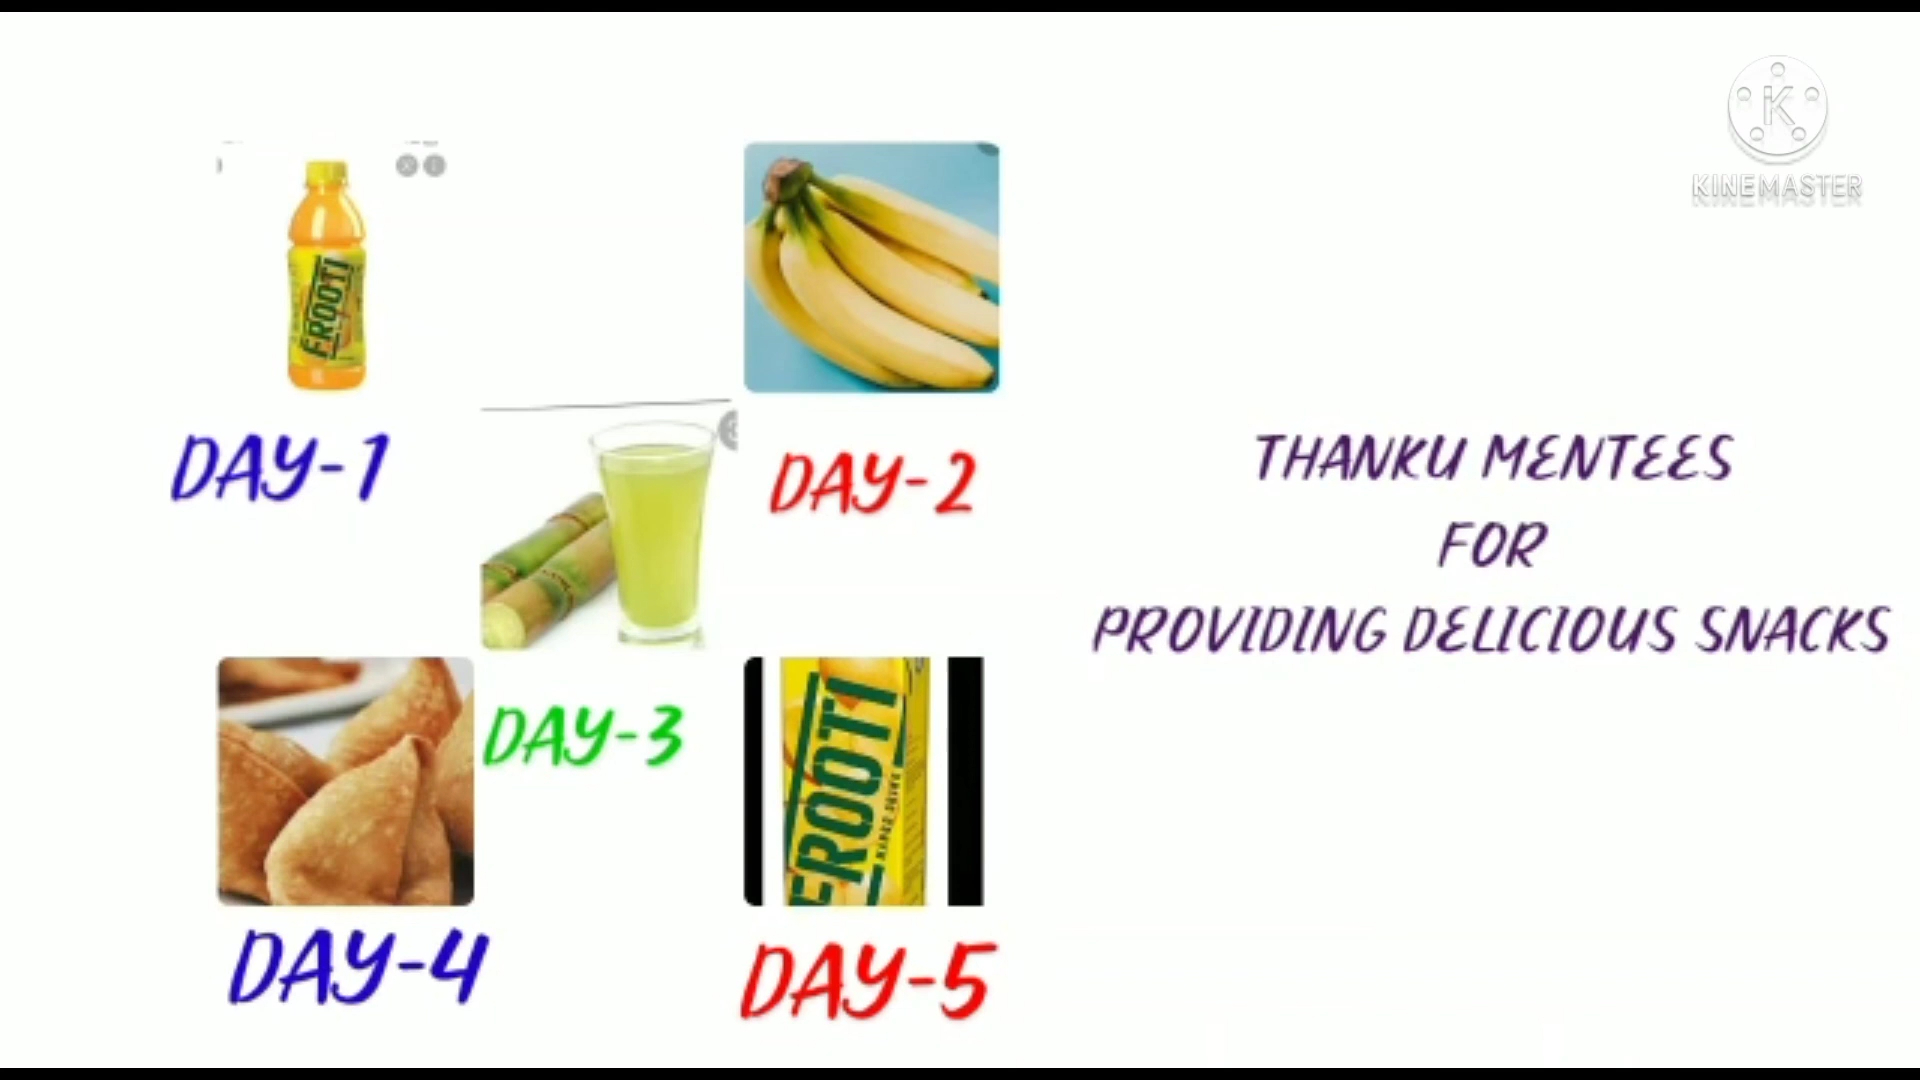 KINEMASTER
FROOTI
DAY-1
DAY-2
THANKU MENTEES
FOR
PROVIDING DELICIOUS SNACKS
DAY-3
FROOTI
DAY-4
DAY-5